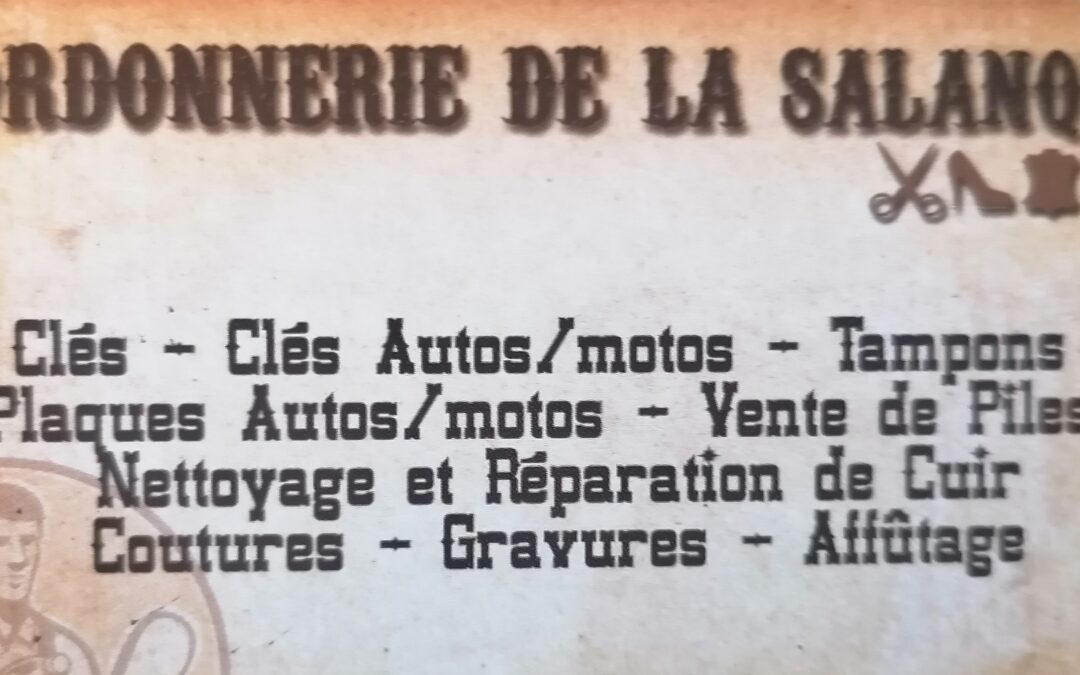 ORDONNERIE DE LA SALANQ
Clés - Clés Autos/motos - Tampons
Plaques Autos/motos - Vente de Piles
Nettoyage et Réparation de Cuir
Coutures - Gravures - Affûtage